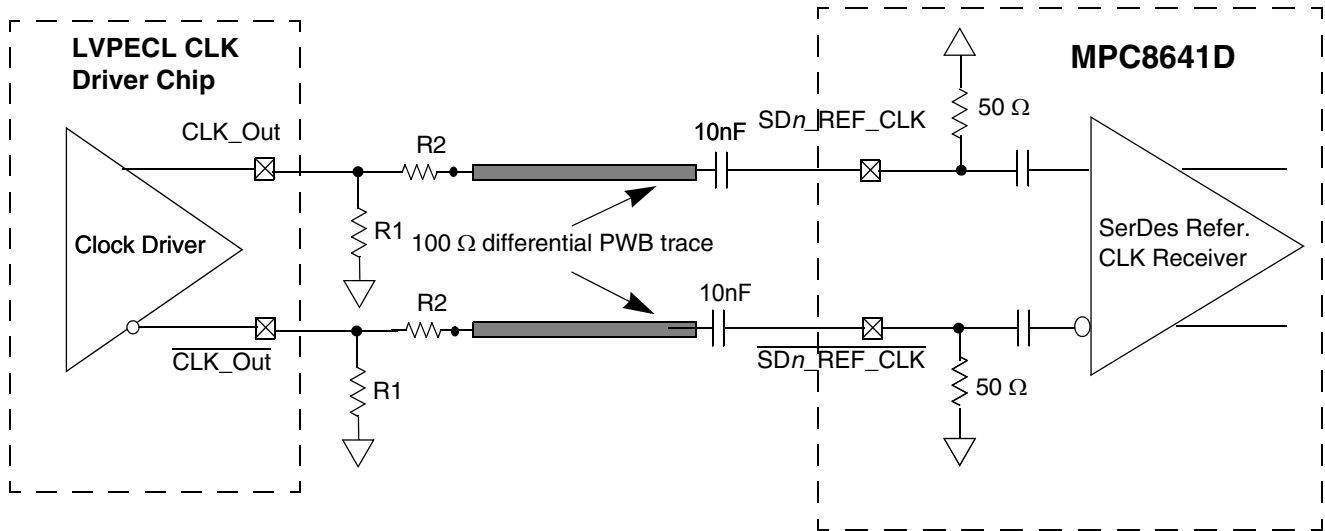 LVPECL CLK
Driver Chip
MPC8641D
CLK_Out
R2
10nF
SDn_REF_CLK
50 Ω
Clock Driver
R1
100 Ω differential PWB trace
SerDes Refer.
CLK Receiver
R2
10nF
CLK_Out
SDn_REF_CLK
R1
50 Ω